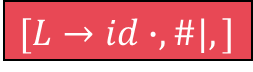 [L → id ·, #|,]